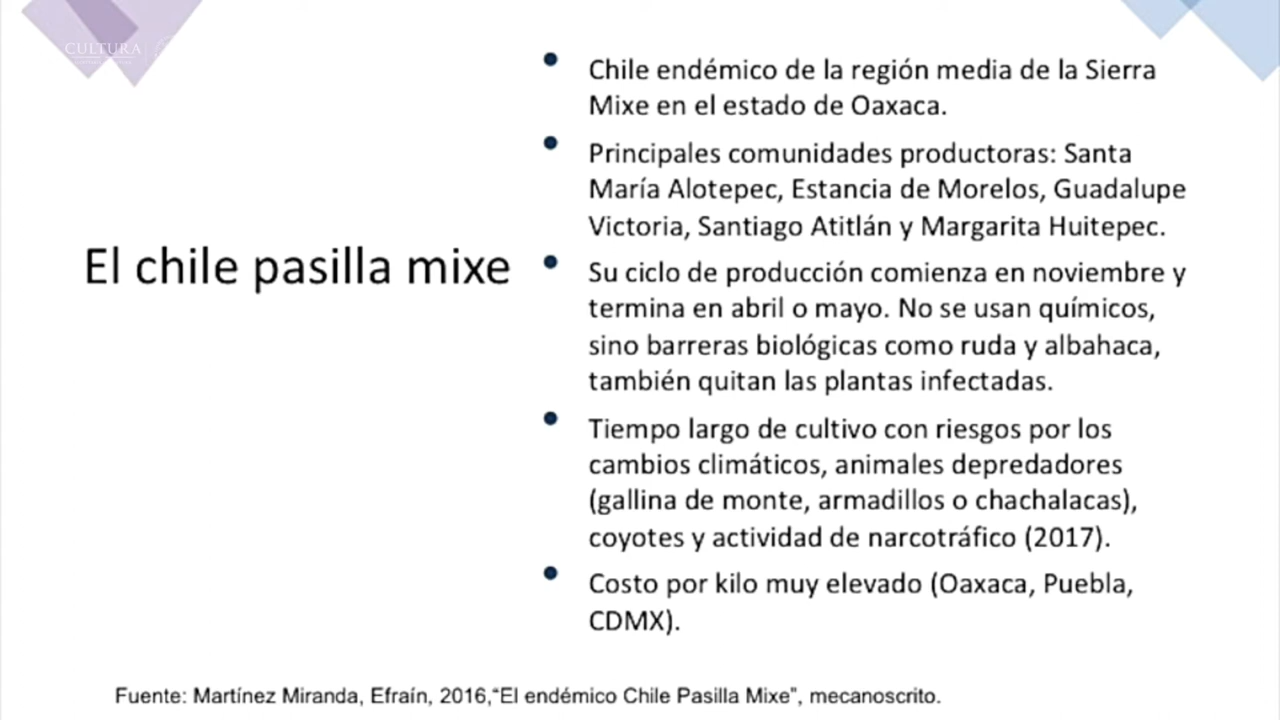 CULTURA
El chile pasilla mixe
• Chile endémico de la región media de la Sierra
Mixe en el estado de Oaxaca.
• Principales comunidades productoras: Santa
María Alotepec, Estancia de Morelos, Guadalupe
Victoria, Santiago Atitlán y Margarita Huitepec.
• Su ciclo de producción comienza en noviembre y
termina en abril o mayo. No se usan químicos,
sino barreras biológicas como ruda y albahaca,
también quitan las plantas infectadas.
• Tiempo largo de cultivo con riesgos por los
cambios climáticos, animales depredadores
(gallina de monte, armadillos o chachalacas),
coyotes y actividad de narcotráfico (2017).
• Costo por kilo muy elevado (Oaxaca, Puebla,
CDMX).
Fuente: Martínez Miranda, Efraín, 2016,“El endémico Chile Pasilla Mixe”, mecanoscrito.